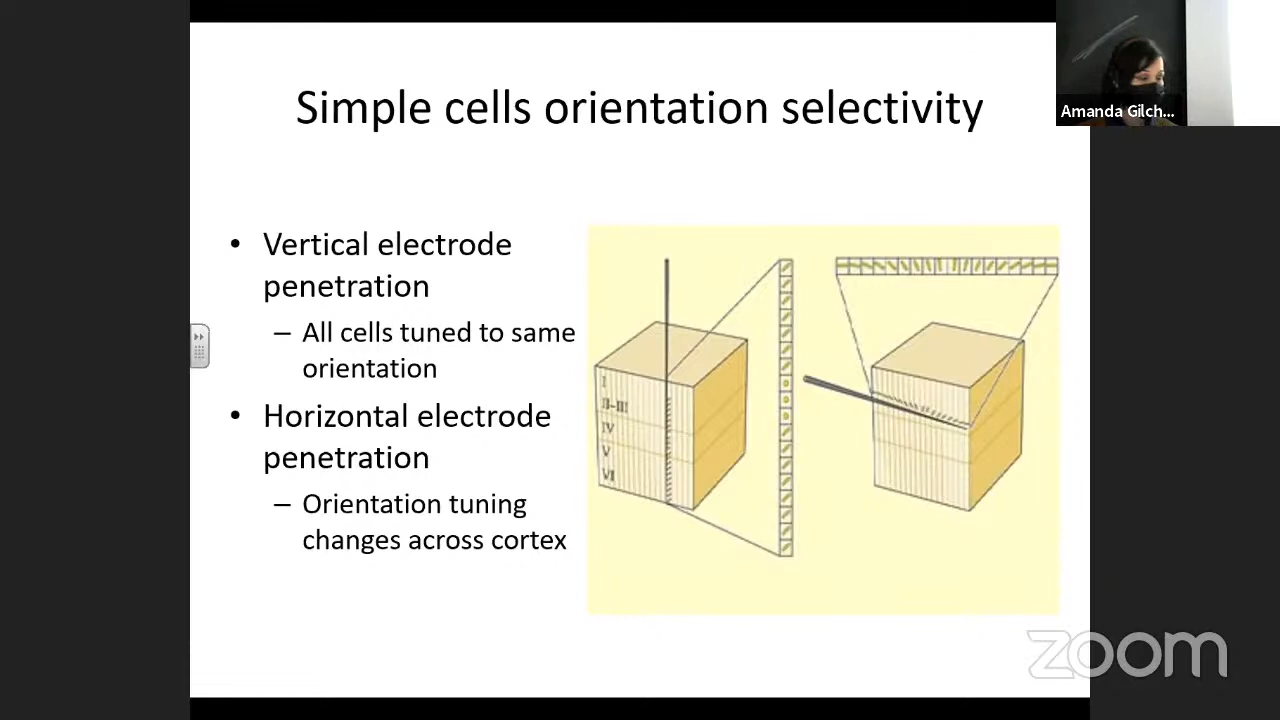 Simple cells orientation selectivity
Amanda Gilch...
• Vertical electrode
penetration
– All cells tuned to same
orientation
• Horizontal electrode
penetration
– Orientation tuning
changes across cortex
I
II-III
IV
V
VI
zoom